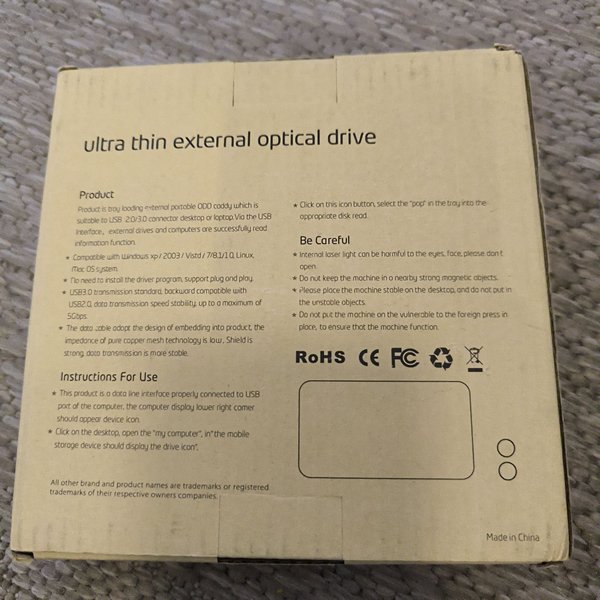 ultra thin external optical drive
Product
Product is tray loading external portable ODD caddy which is
suitable to USB 2.0/3.0 connector desktop or laptop.Via the USB
Interface, external drives and computers are successfully read
information function.
★ Compatible with Windows xp / 2003 / Vista / 7/8.1/10, Linux,
Mac OS system.
★ No need to install the driver program, support plug and play.
★ USB3.0 transmission standard, backward compatible with
USB2.0, data transmission speed stability, up to a maximum of
5Gbps.
★ The data cable adopt the design of embedding into product, the
impedance of pure copper mesh technology is low, Shield is
strong, data transmission is more stable.
Instructions For Use
★ This product is a data line interface properly connected to USB
port of the computer, the computer display lower right corner
should appear device icon.
★ Click on the desktop, open the "my computer", in"the mobile
storage device should display the drive icon".
All other brand and product names are trademarks or registered
trademarks of their respective owners companies.
★ Click on this icon button, select the "pop" in the tray into the
appropriate disk read.
Be Careful
★ Internal laser light can be harmful to the eyes, face, please don't
open.
★ Do not keep the machine in a nearby strong magnetic objects.
★ Please place the machine stable on the desktop, and do not put in
the unstable objects.
★ Do not put the machine on the vulnerable to the foreign press in
place, to ensure that the machine function.
RoHS CE FC
Made in China